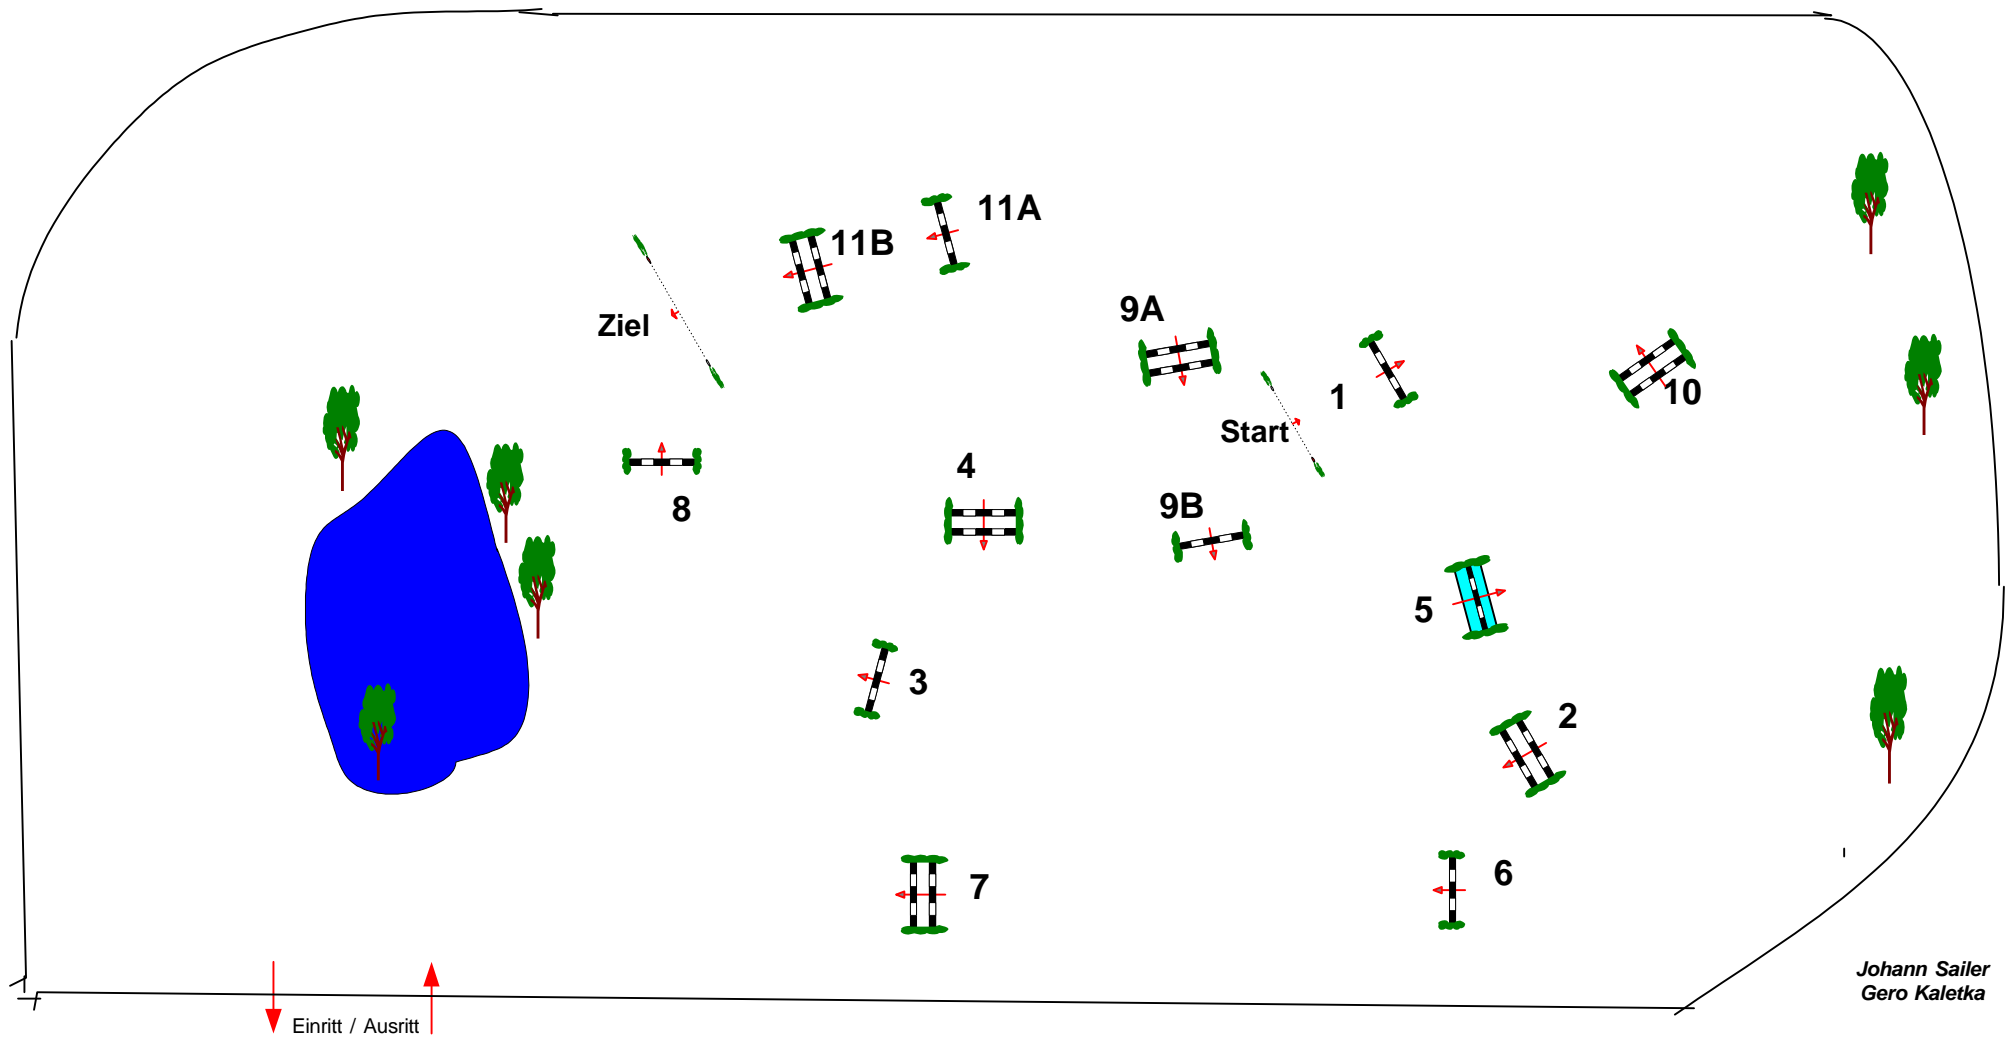 11A
11B
9A
Ziel
1
10
Start
4
9B
8
5
3
2
6
7
Johann Sailer
Gero Kaletka
Einritt / Ausritt